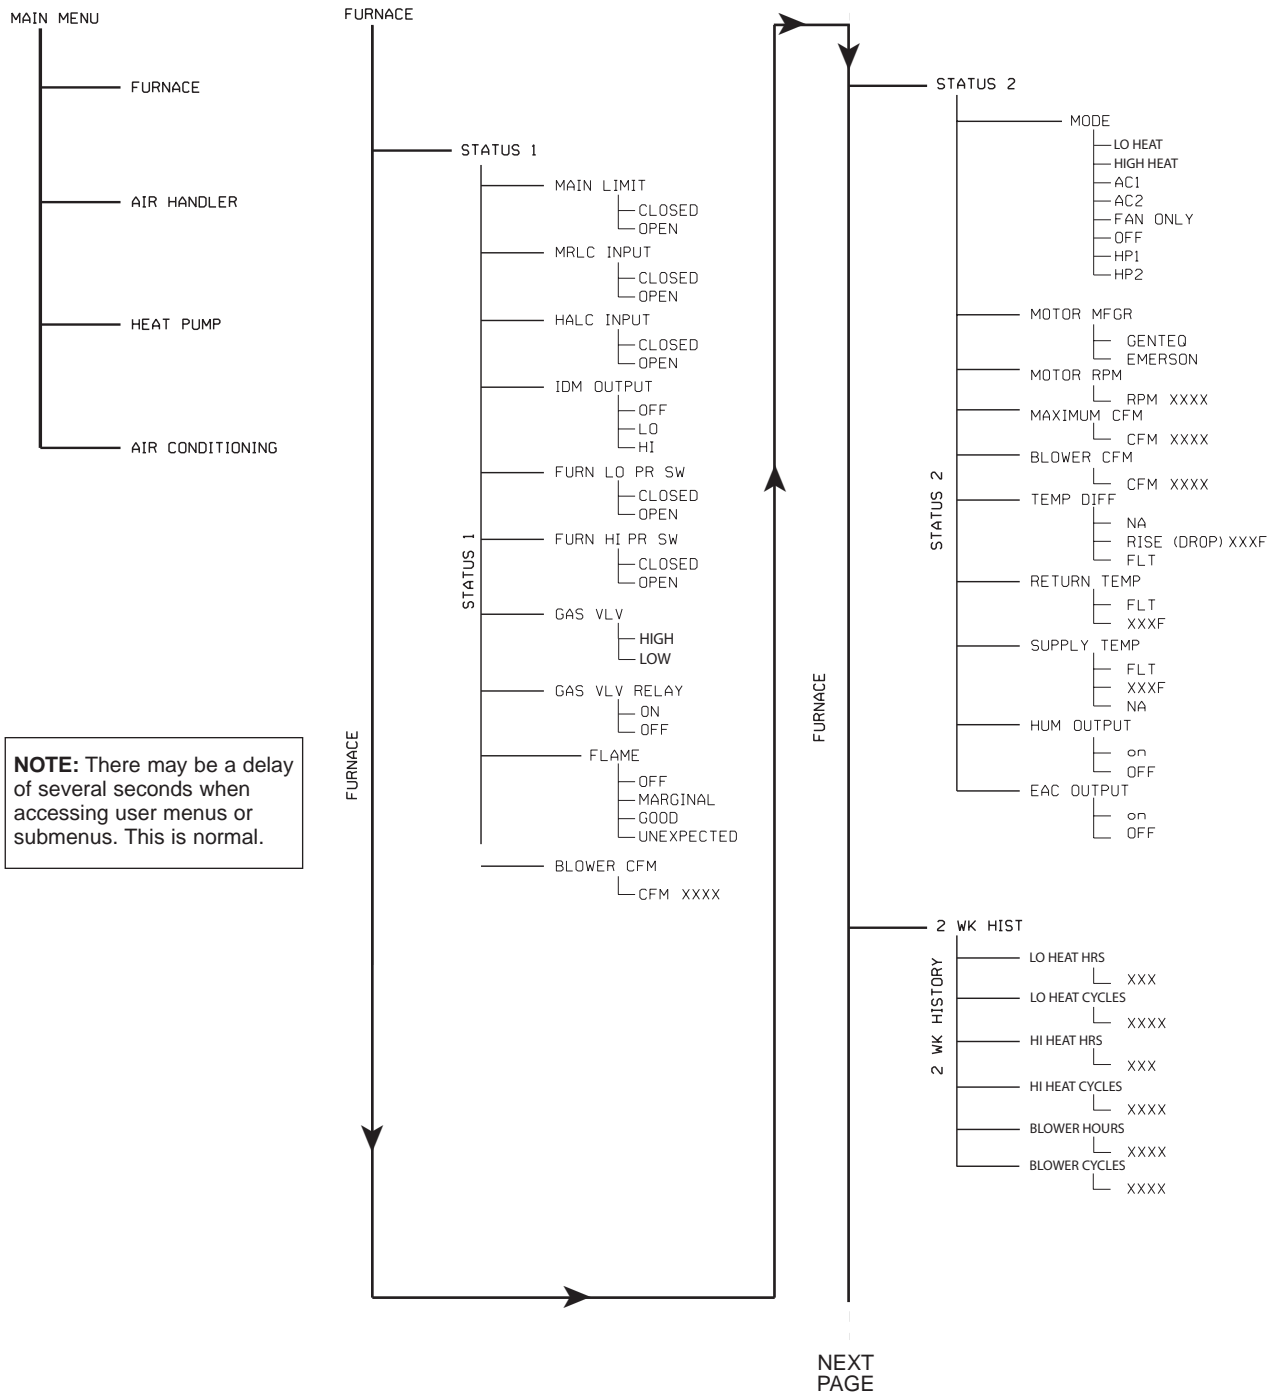 MAIN MENU
FURNACE
AIR HANDLER
HEAT PUMP
AIR CONDITIONING
NOTE: There may be a delay
of several seconds when
accessing user menus or
submenus. This is normal.
FURNACE
FURNACE
STATUS 1
STATUS 1
MAIN LIMIT
CLOSED
OPEN
MRLC INPUT
CLOSED
OPEN
HALC INPUT
CLOSED
OPEN
IDM OUTPUT
OFF
LO
HI
FURN LO PR SW
CLOSED
OPEN
FURN HI PR SW
CLOSED
OPEN
GAS VLV
HIGH
LOW
GAS VLV RELAY
ON
OFF
FLAME
OFF
MARGINAL
GOOD
UNEXPECTED
BLOWER CFM
CFM XXXX
FURNACE
STATUS 2
STATUS 2
MODE
LO HEAT
HIGH HEAT
AC1
AC2
FAN ONLY
OFF
HP1
HP2
MOTOR MFGR
GENTEQ
EMERSON
MOTOR RPM
RPM XXXX
MAXIMUM CFM
CFM XXXX
BLOWER CFM
CFM XXXX
TEMP DIFF
NA
RISE (DROP) XXXF
FLT
RETURN TEMP
FLT
XXXF
SUPPLY TEMP
FLT
XXXF
NA
HUM OUTPUT
on
OFF
EAC OUTPUT
on
OFF
2 WK HIST
2 WK HISTORY
LO HEAT HRS
XXX
LO HEAT CYCLES
XXXX
HI HEAT HRS
XXX
HI HEAT CYCLES
XXXX
BLOWER HOURS
XXXX
BLOWER CYCLES
XXXX
NEXT
PAGE